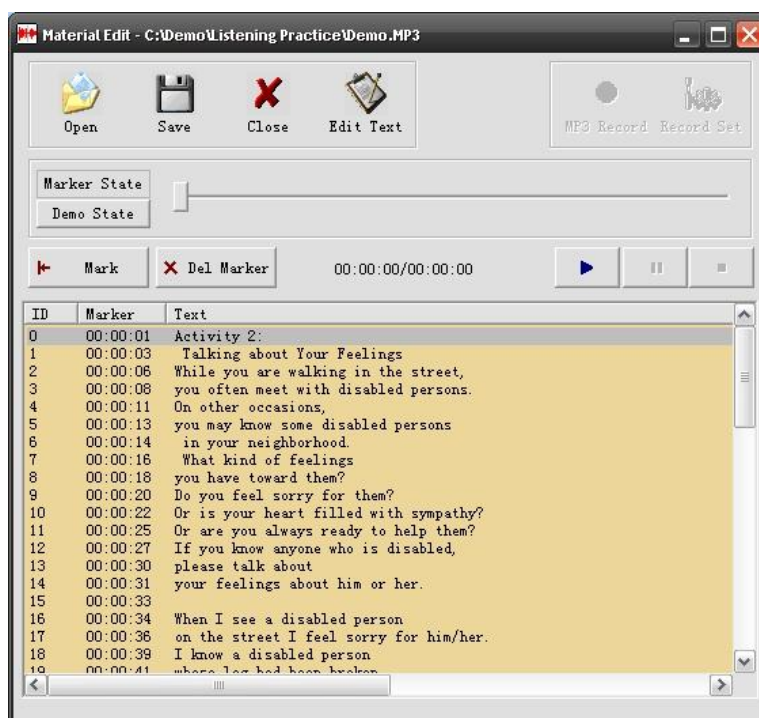 Material Edit - C:\Demo\Listening Practice\Demo.MP3
Open Save Close Edit Text MP3 Record Record Set
Marker State
Demo State
Mark Del Marker 00:00:00/00:00:00
ID Marker Text
0 00:00:01 Activity 2:
1 00:00:03 Talking about Your Feelings
2 00:00:06 While you are walking in the street,
3 00:00:08 you often meet with disabled persons.
4 00:00:11 On other occasions,
5 00:00:13 you may know some disabled persons
6 00:00:14 in your neighborhood.
7 00:00:16 What kind of feelings
8 00:00:18 you have toward them?
9 00:00:20 Do you feel sorry for them?
10 00:00:22 Or is your heart filled with sympathy?
11 00:00:25 Or are you always ready to help them?
12 00:00:27 If you know anyone who is disabled,
13 00:00:30 please talk about
14 00:00:31 your feelings about him or her.
15 00:00:33
16 00:00:34 When I see a disabled person
17 00:00:36 on the street I feel sorry for him/her.
18 00:00:39 I know a disabled person
19 00:00:41 whose leg had been broken